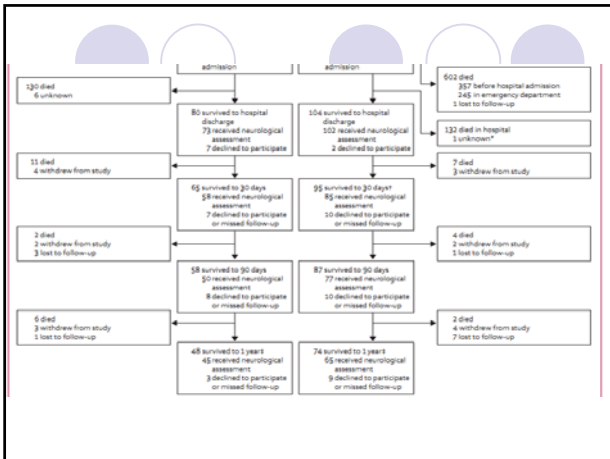 admission
admission
130 died
6 unknown
602 died
357 before hospital admission
245 in emergency department
1 lost to follow-up
80 survived to hospital
discharge
73 received neurological
assessment
7 declined to participate
104 survived to hospital
discharge
102 received neurological
assessment
2 declined to participate
132 died in hospital
1 unknown*
11 died
4 withdrew from study
7 died
3 withdrew from study
65 survived to 30 days
58 received neurological
assessment
7 declined to participate
or missed follow-up
95 survived to 30 days†
85 received neurological
assessment
10 declined to participate
or missed follow-up
2 died
2 withdrew from study
3 lost to follow-up
4 died
2 withdrew from study
1 lost to follow-up
58 survived to 90 days
50 received neurological
assessment
8 declined to participate
or missed follow-up
87 survived to 90 days
77 received neurological
assessment
10 declined to participate
or missed follow-up
6 died
3 withdrew from study
1 lost to follow-up
2 died
4 withdrew from study
7 lost to follow-up
48 survived to 1 year‡
45 received neurological
assessment
3 declined to participate
or missed follow-up
74 survived to 1 year‡
65 received neurological
assessment
9 declined to participate
or missed follow-up